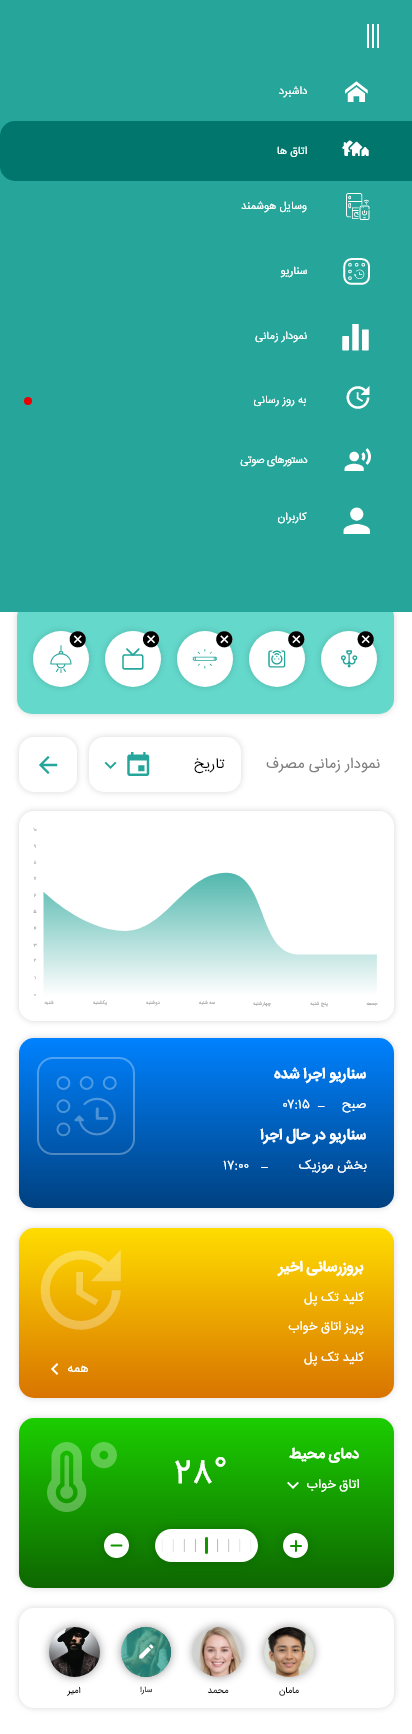 داشبرد
اتاق ها
وسایل هوشمند
سناریو
نمودار زمانی
به روز رسانی
دستورهای صوتی
کاربران
نمودار زمانی مصرف
تاریخ
۱۰
۹
۸
۷
۶
۵
۴
۳
۲
۱
۰
شنبه یکشنبه دوشنبه سه شنبه چهارشنبه پنج شنبه جمعه
سناریو اجرا شده
صبح – ۰۷:۱۵
سناریو در حال اجرا
بخش موزیک – ۱۷:۰۰
بروزرسانی اخیر
کلید تک پل
پریز اتاق خواب
کلید تک پل
همه
دمای محیط
اتاق خواب
۲۸°
مامان محمد سارا امیر